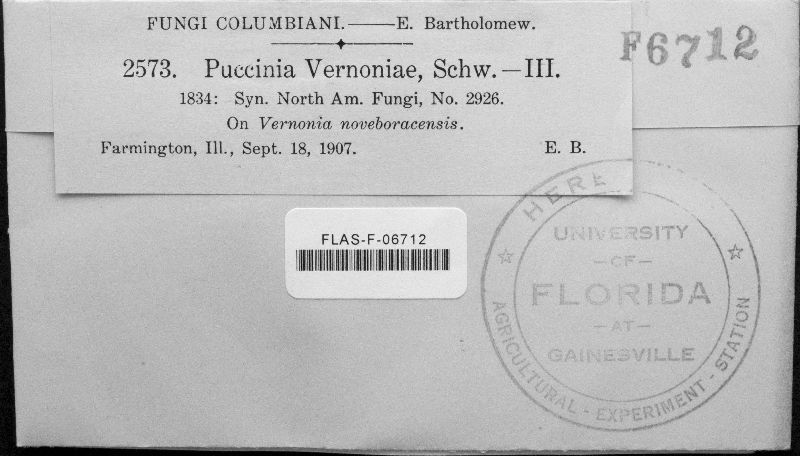 FUNGI COLUMBIANI.——E. Bartholomew.
F6712
2573. Puccinia Vernoniae, Schw.—III.
1834: Syn. North Am. Fungi, No. 2926.
On Vernonia noveboracensis.
Farmington, Ill., Sept. 18, 1907. E. B.
FLAS-F-06712
UNIVERSITY
—OF—
FLORIDA
—AT—
GAINESVILLE
AGRICULTURAL - EXPERIMENT - STATION